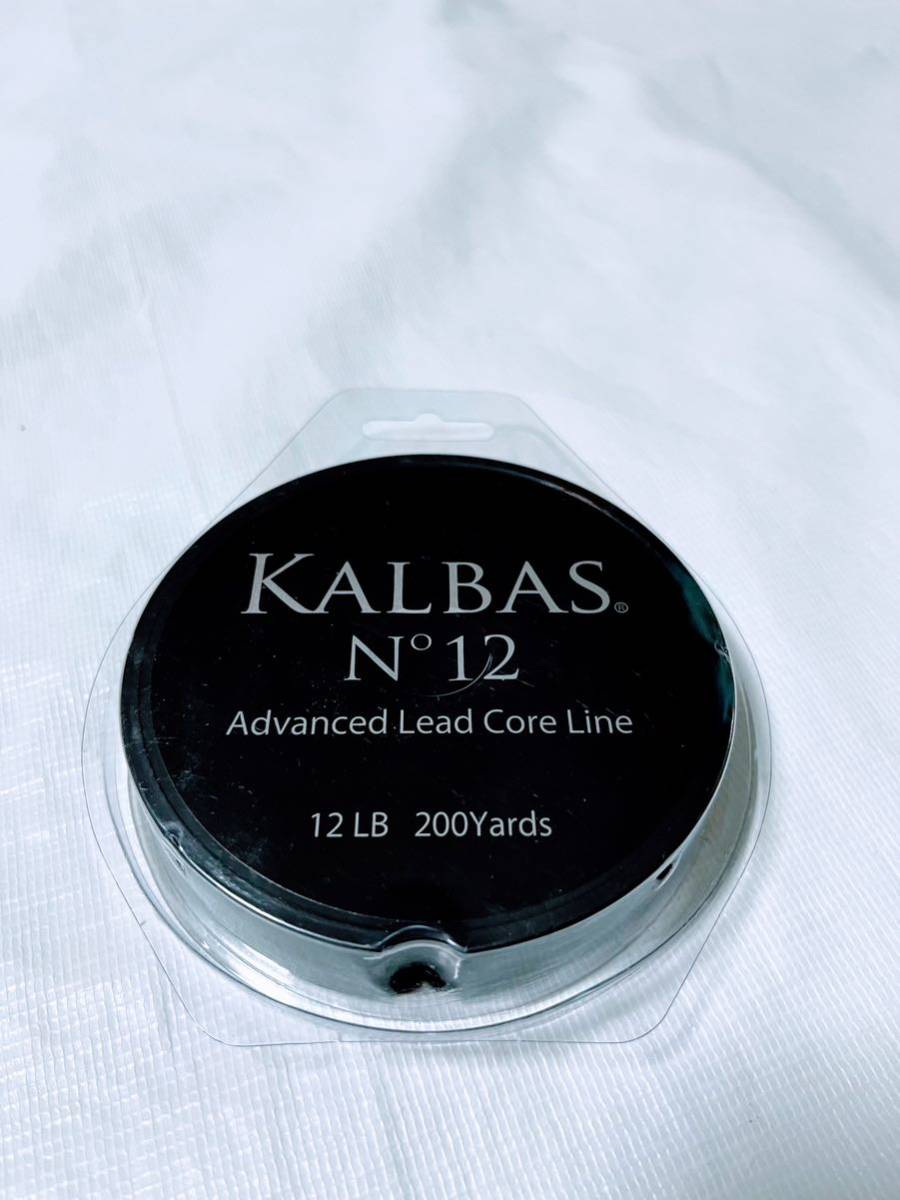 KALBAS®
N° 12
Advanced Lead Core Line
12 LB 200Yards